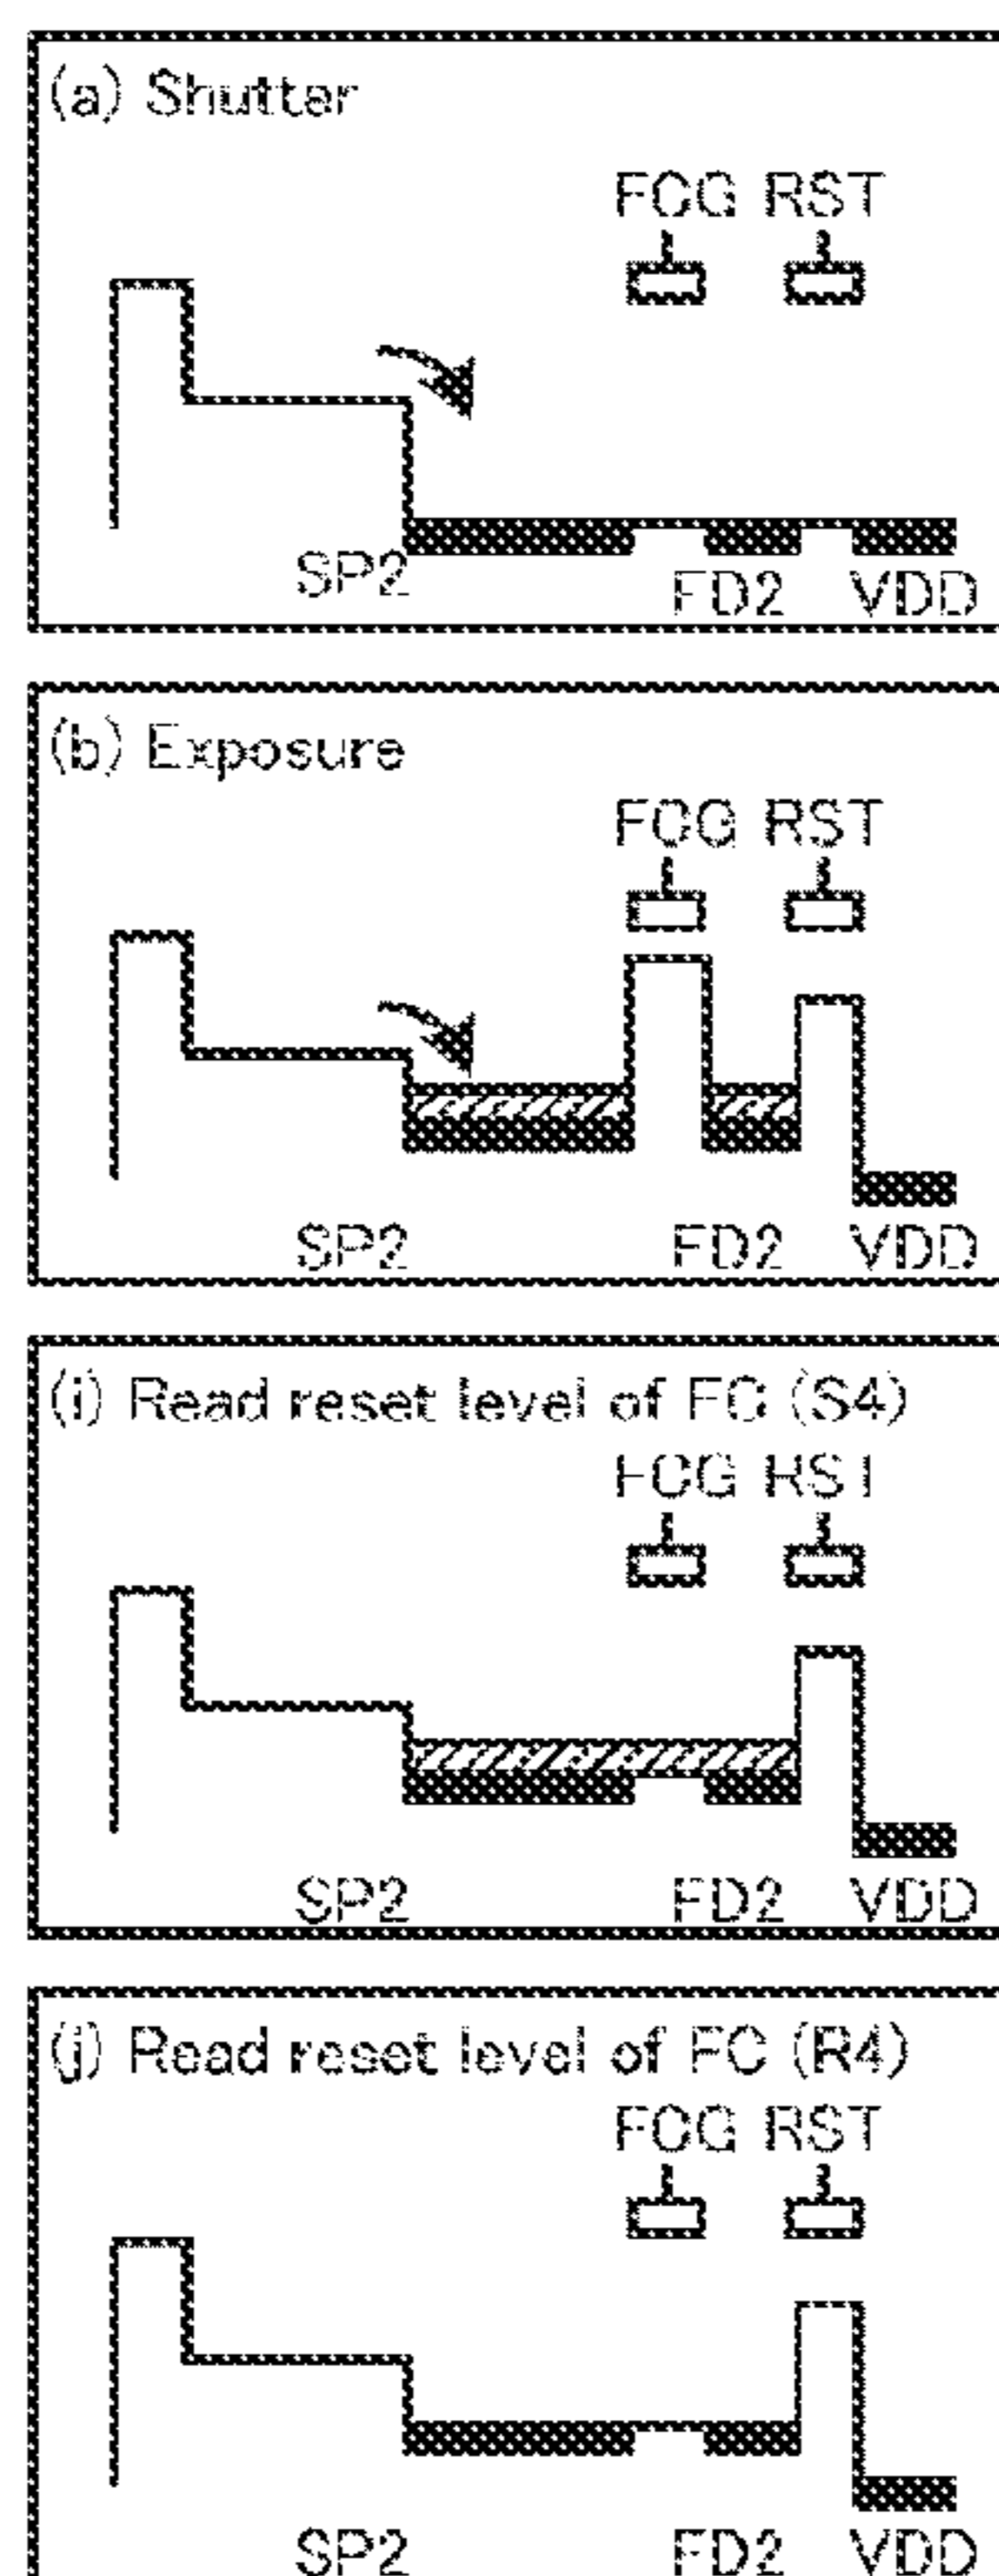 (a) Shutter
FCG RST
SP2 FD2 VDD
(b) Exposure
FCG RST
SP2 FD2 VDD
(i) Read reset level of FC (S4)
FCG RST
SP2 FD2 VDD
(j) Read reset level of FC (R4)
FCG RST
SP2 FD2 VDD